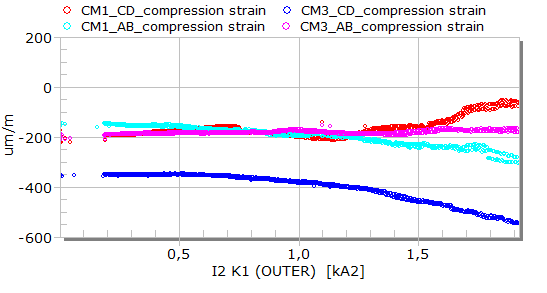 CM1_CD_compression strain CM3_CD_compression strain
CM1_AB_compression strain CM3_AB_compression strain
200
0
-200
-400
-600
um/m
0,5 1,0 1,5
I2 K1 (OUTER) [kA2]